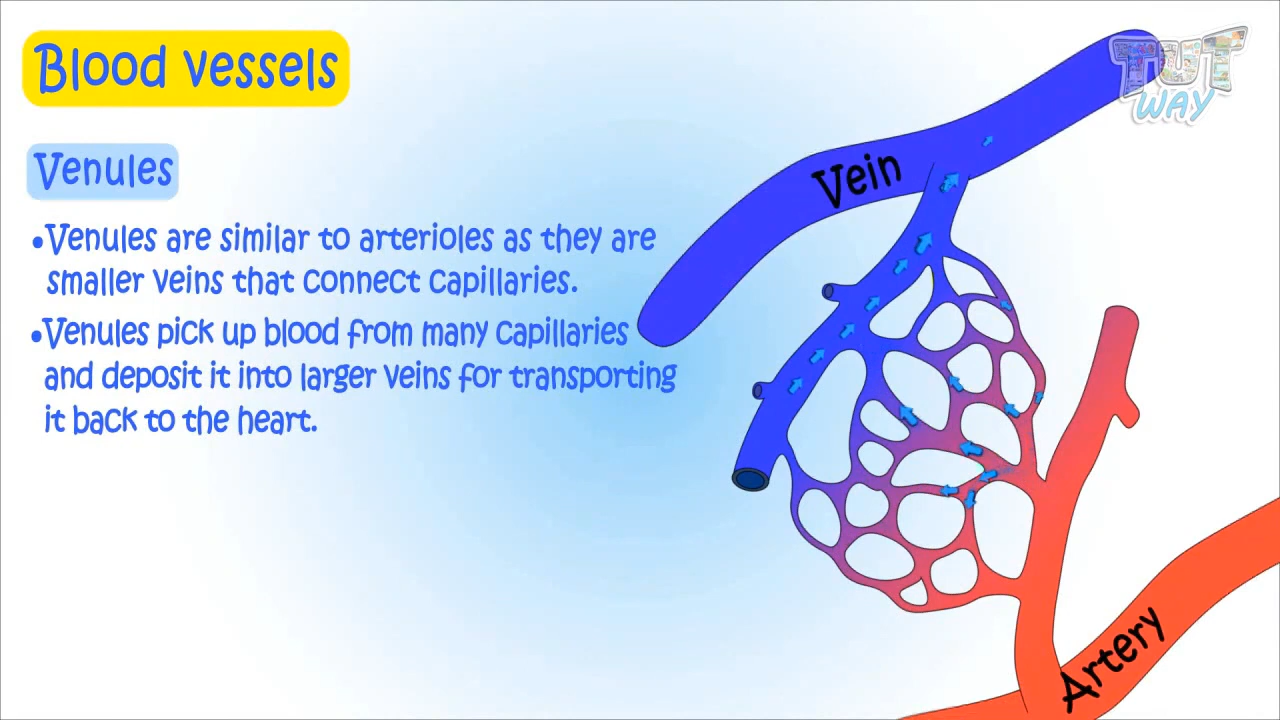 Blood vessels
Venules
•Venules are similar to arterioles as they are
smaller veins that connect capillaries.
•Venules pick up blood from many capillaries
and deposit it into larger veins for transporting
it back to the heart.
Vein
Artery
TUT
WAY